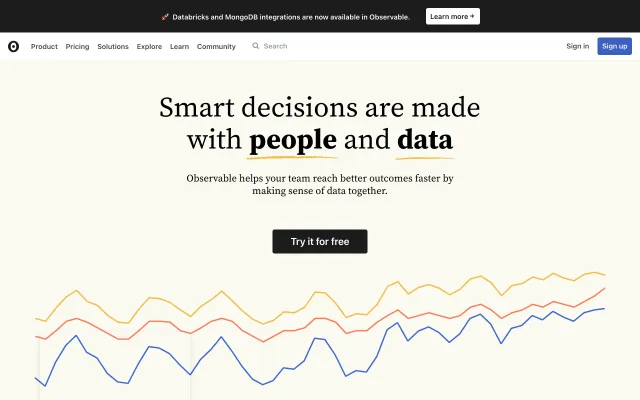 🚀 Databricks and MongoDB integrations are now available in Observable. Learn more →
Product Pricing Solutions Explore Learn Community Search Sign in Sign up
Smart decisions are made
with people and data
Observable helps your team reach better outcomes faster by
making sense of data together.
Try it for free